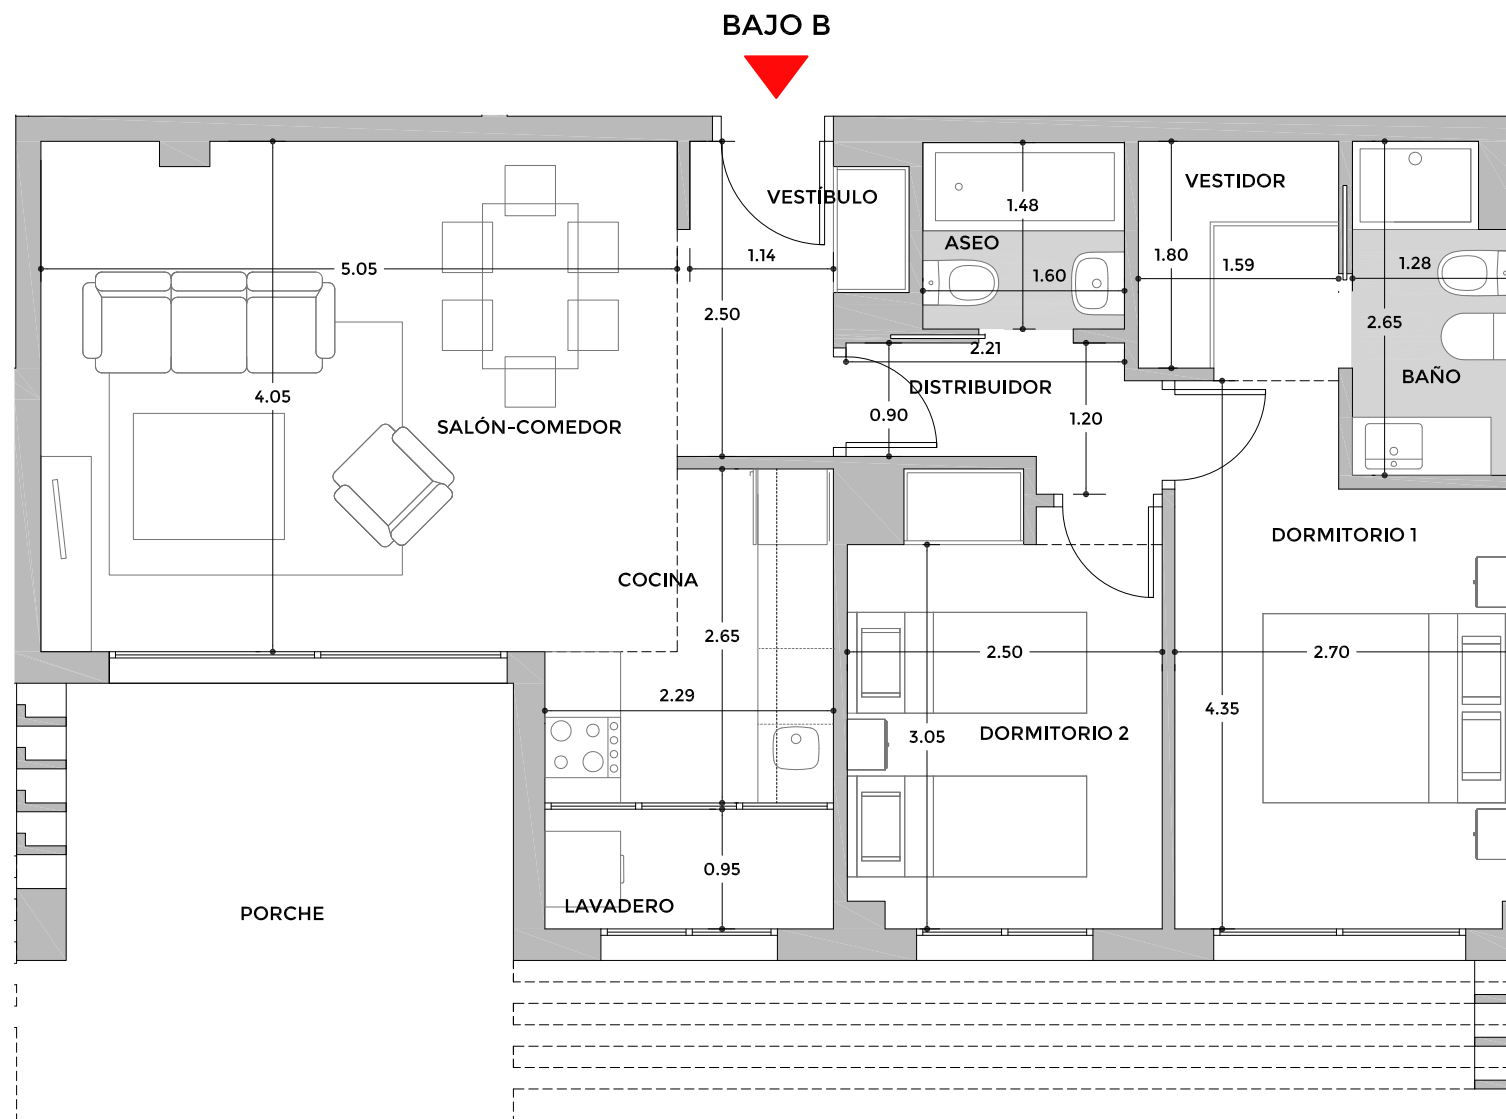 BAJO B
VESTÍBULO
VESTIDOR
1.48
ASEO
1.80
1.59
1.28
5.05
1.14
1.60
2.50
2.65
2.21
DISTRIBUIDOR
BAÑO
4.05
0.90
1.20
SALÓN-COMEDOR
DORMITORIO 1
COCINA
2.65
2.50
2.70
2.29
4.35
3.05
DORMITORIO 2
0.95
LAVADERO
PORCHE